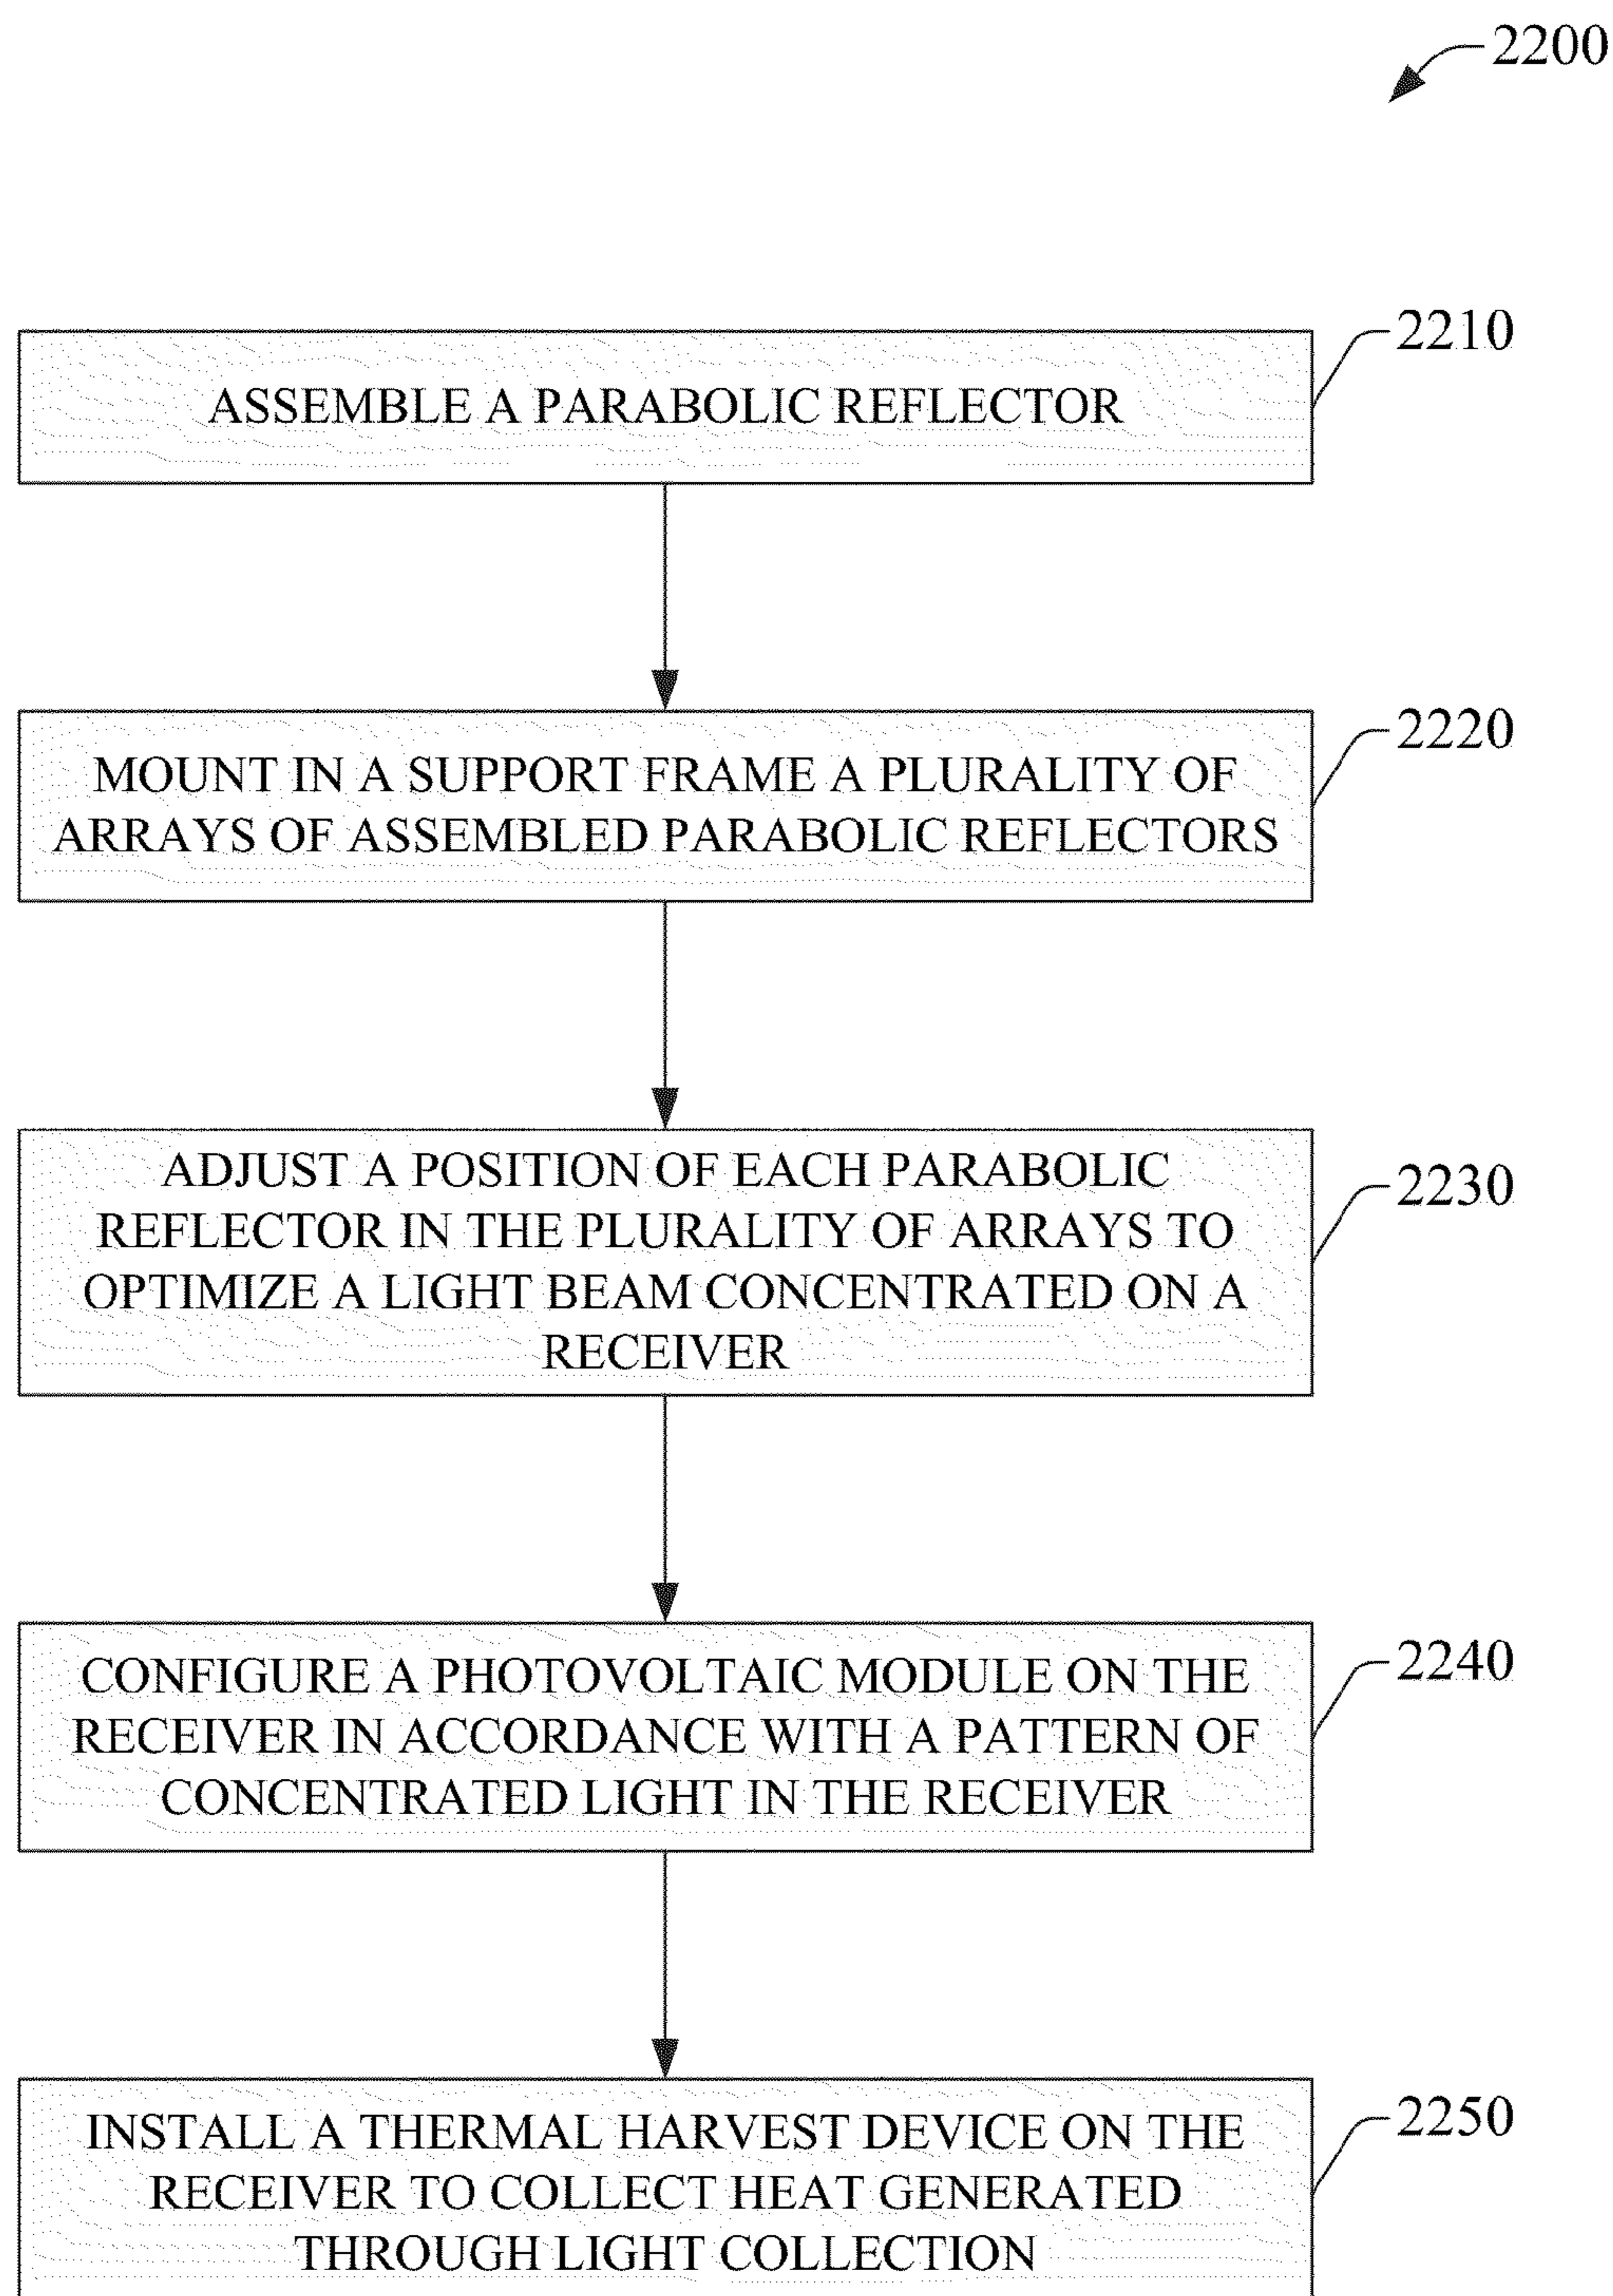 2200
2210
ASSEMBLE A PARABOLIC REFLECTOR
2220
MOUNT IN A SUPPORT FRAME A PLURALITY OF
ARRAYS OF ASSEMBLED PARABOLIC REFLECTORS
2230
ADJUST A POSITION OF EACH PARABOLIC
REFLECTOR IN THE PLURALITY OF ARRAYS TO
OPTIMIZE A LIGHT BEAM CONCENTRATED ON A
RECEIVER
2240
CONFIGURE A PHOTOVOLTAIC MODULE ON THE
RECEIVER IN ACCORDANCE WITH A PATTERN OF
CONCENTRATED LIGHT IN THE RECEIVER
2250
INSTALL A THERMAL HARVEST DEVICE ON THE
RECEIVER TO COLLECT HEAT GENERATED
THROUGH LIGHT COLLECTION